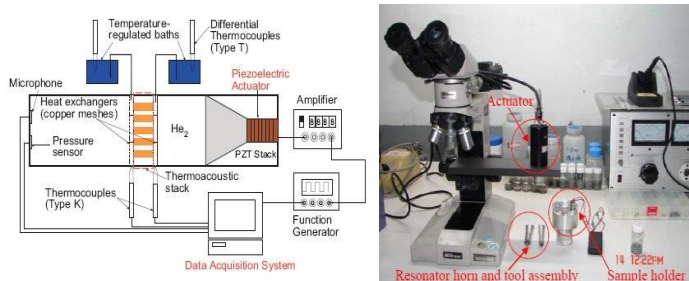 Temperature-
regulated baths
Differential
Thermocouples
(Type T)
Microphone
Heat exchangers
(copper meshes)
Piezoelectric
Actuator
Amplifier
8888
He2
Pressure
sensor
PZT Stack
Thermoacoustic
stack
Thermocouples
(Type K)
Function
Generator
Data Acquisition System
Actuator
Resonator horn and tool assembly
Sample holder
14 12:22PM